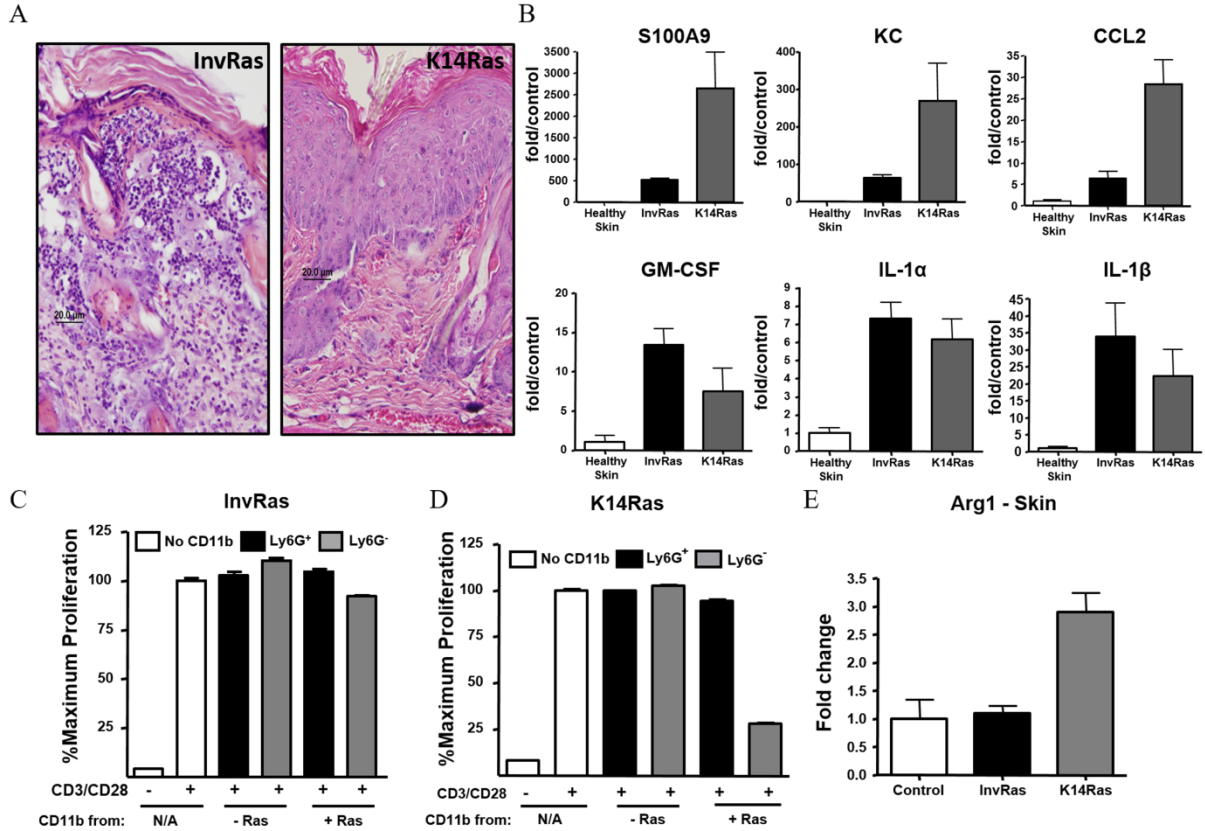 A
InvRas
20.0 µm
K14Ras
20.0 µm
B
S100A9
fold/control
3500
3000
2500
2000
1500
1000
500
Healthy Skin
InvRas
K14Ras
KC
fold/control
400
300
200
100
0
Healthy Skin
InvRas
K14Ras
CCL2
fold/control
35
30
25
20
15
10
5
0
Healthy Skin
InvRas
K14Ras
GM-CSF
fold/control
20
15
10
5
0
Healthy Skin
InvRas
K14Ras
IL-1α
fold/control
9
8
7
6
5
4
3
2
1
0
Healthy Skin
InvRas
K14Ras
IL-1β
fold/control
45
40
35
30
25
20
15
10
5
0
Healthy Skin
InvRas
K14Ras
C
InvRas
%Maximum Proliferation
125
100
75
50
25
No CD11b
Ly6G+
Ly6G-
CD3/CD28 - + + + + +
CD11b from: N/A - Ras + Ras
D
K14Ras
%Maximum Proliferation
125
100
75
50
25
No CD11b
Ly6G+
Ly6G-
CD3/CD28 - + + + + +
CD11b from: N/A - Ras + Ras
E
Arg1 - Skin
Fold change
3.5
3.0
2.5
2.0
1.5
1.0
0.5
0.0
Control
InvRas
K14Ras